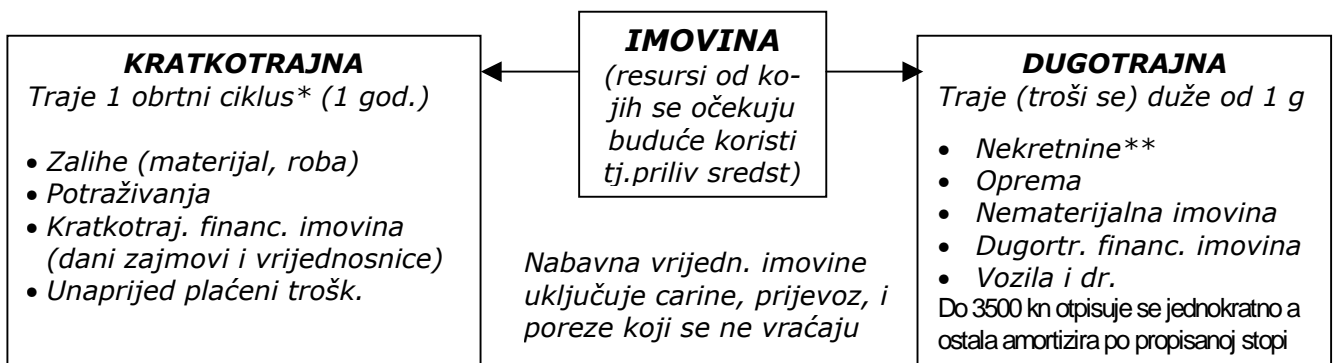 IMOVINA
(resursi od ko-
jih se očekuju
buduće koristi
tj.priliv sredst)
KRATKOTRAJNA
Traje 1 obrtni ciklus* (1 god.)
• Zalihe (materijal, roba)
• Potraživanja
• Kratkotraj. financ. imovina
(dani zajmovi i vrijednosnice)
• Unaprijed plaćeni trošk.
Nabavna vrijedn. imovine
uključuje carine, prijevoz, i
poreze koji se ne vraćaju
DUGOTRAJNA
Traje (troši se) duže od 1 g
• Nekretnine**
• Oprema
• Nematerijalna imovina
• Dugortr. financ. imovina
• Vozila i dr.
Do 3500 kn otpisuje se jednokratno a
ostala amortizira po propisanoj stopi